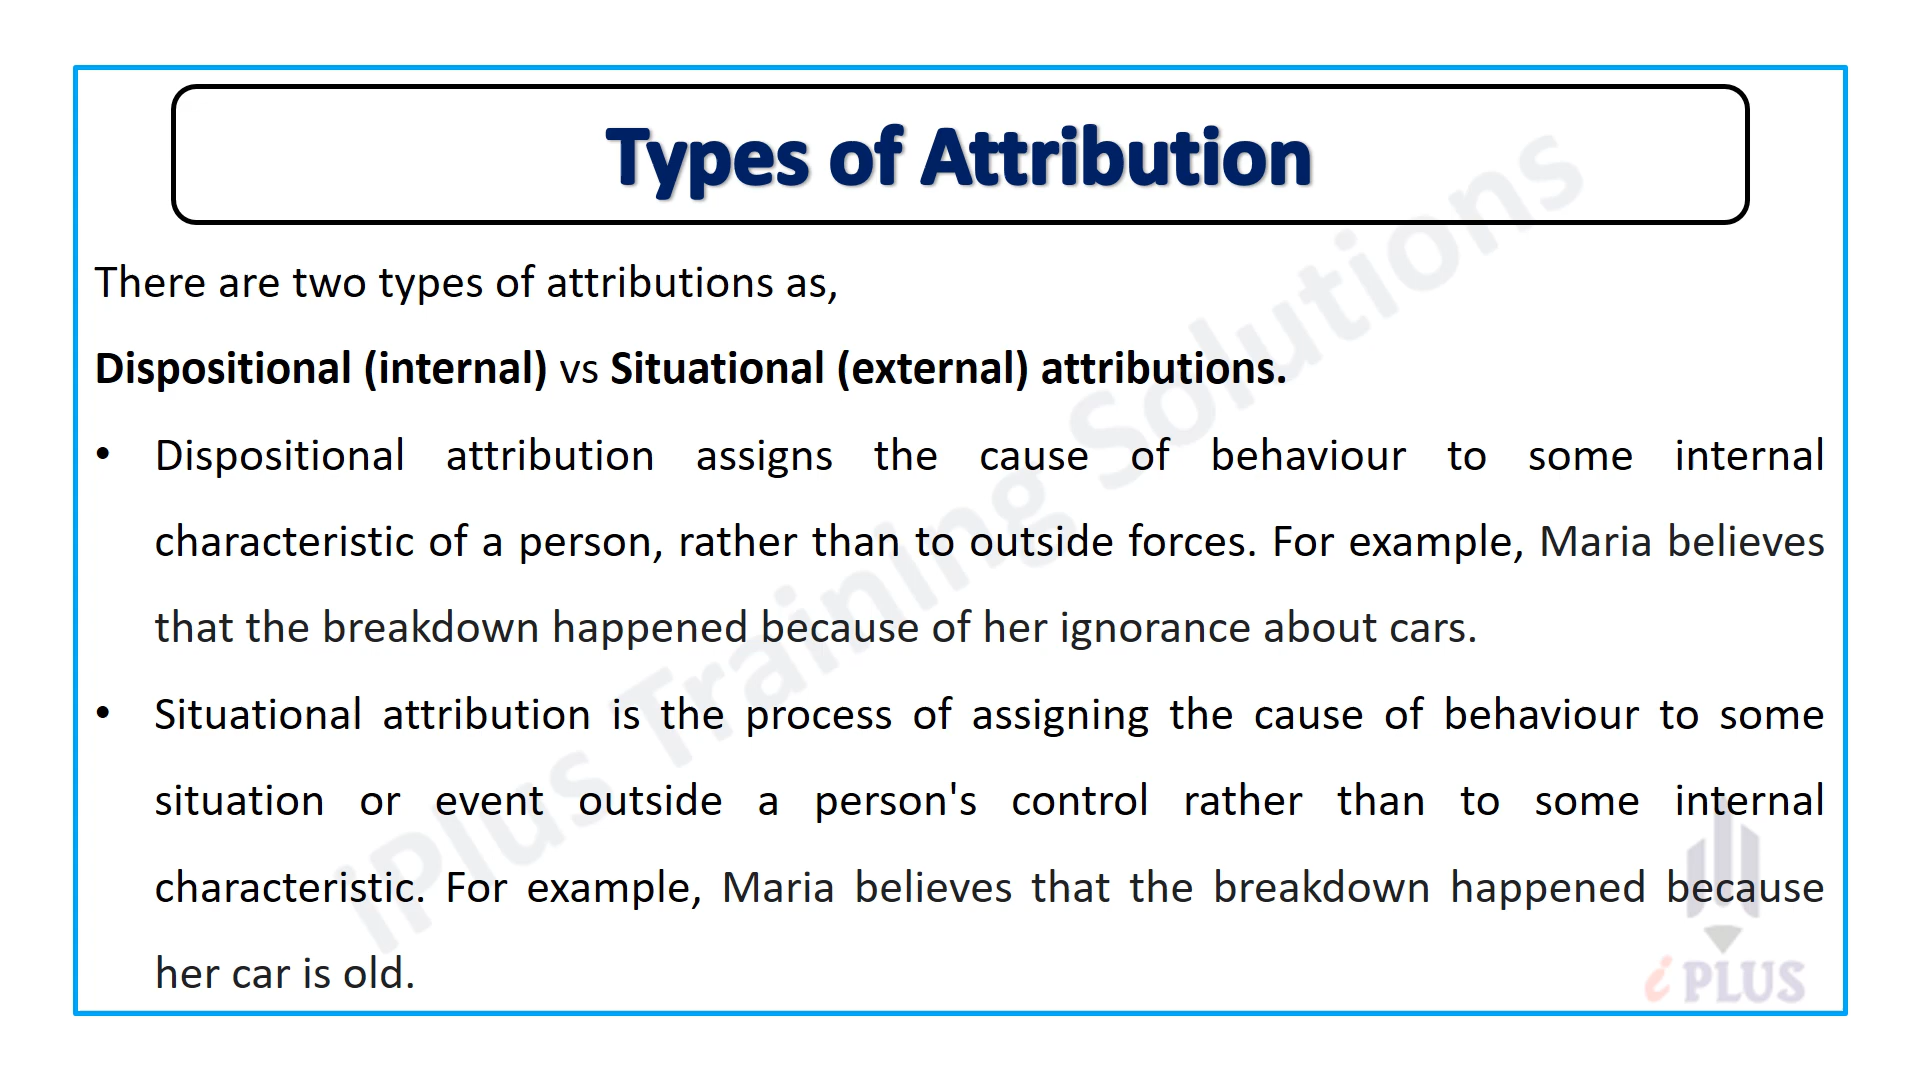 Types of Attribution
There are two types of attributions as,
Dispositional (internal) vs Situational (external) attributions.
• Dispositional attribution assigns the cause of behaviour to some internal
characteristic of a person, rather than to outside forces. For example, Maria believes
that the breakdown happened because of her ignorance about cars.
• Situational attribution is the process of assigning the cause of behaviour to some
situation or event outside a person's control rather than to some internal
characteristic. For example, Maria believes that the breakdown happened because
her car is old.
iPlus Training Solutions
i PLUS